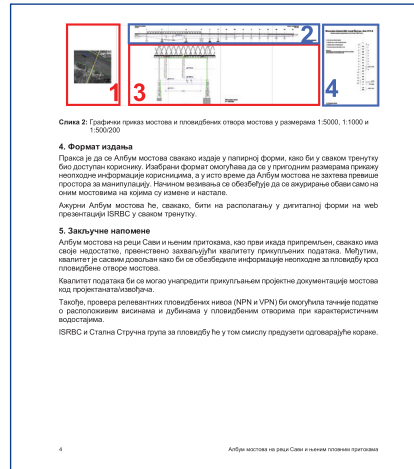 1
2
3
4
Слика 2: Графички приказ мостова и пловидбених отвора мостова у размерама 1:5000, 1:1000 и
1:500/200
4. Формат издања
Пракса је да се Албум мостова свакако издаје у папирној форми, како би у сваком тренутку
био доступан кориснику. Изабрани формат омогућава да се у пригодним размерама прикажу
неопходне информације корисницима, а у исто време да Албум мостова не захтева превише
простора за манипулацију. Начином везивања се обезбеђује да се ажурирање обави само на
оним мостовима на којима су измене и настале.
Ажурни Албум мостова ће, свакако, бити на располагању у дигиталној форми на web
презентацији ISRBC у сваком тренутку.
5. Закључне напомене
Албум мостова на реци Сави и њеним притокама, као први икада припремљен, свакако има
своје недостатке, првенствено захваљујући квалитету прикупљених података. Међутим,
квалитет је сасвим довољан како би се обезбедиле информације неопходне за пловидбу кроз
пловидбене отворе мостова.
Квалитет података би се могао унапредити прикупљањем пројектне документације мостова
код пројектаната/извођача.
Такође, провера релевантних пловидбених нивоа (NPN и VPN) би омогућила тачније податке
о расположивим висинама и дубинама у пловидбеним отворима при карактеристичним
водостајима.
ISRBC и Стална Стручна група за пловидбу ће у том смислу предузети одговарајуће кораке.
4
Албум мостова на реци Сави и њеним пловним притокама